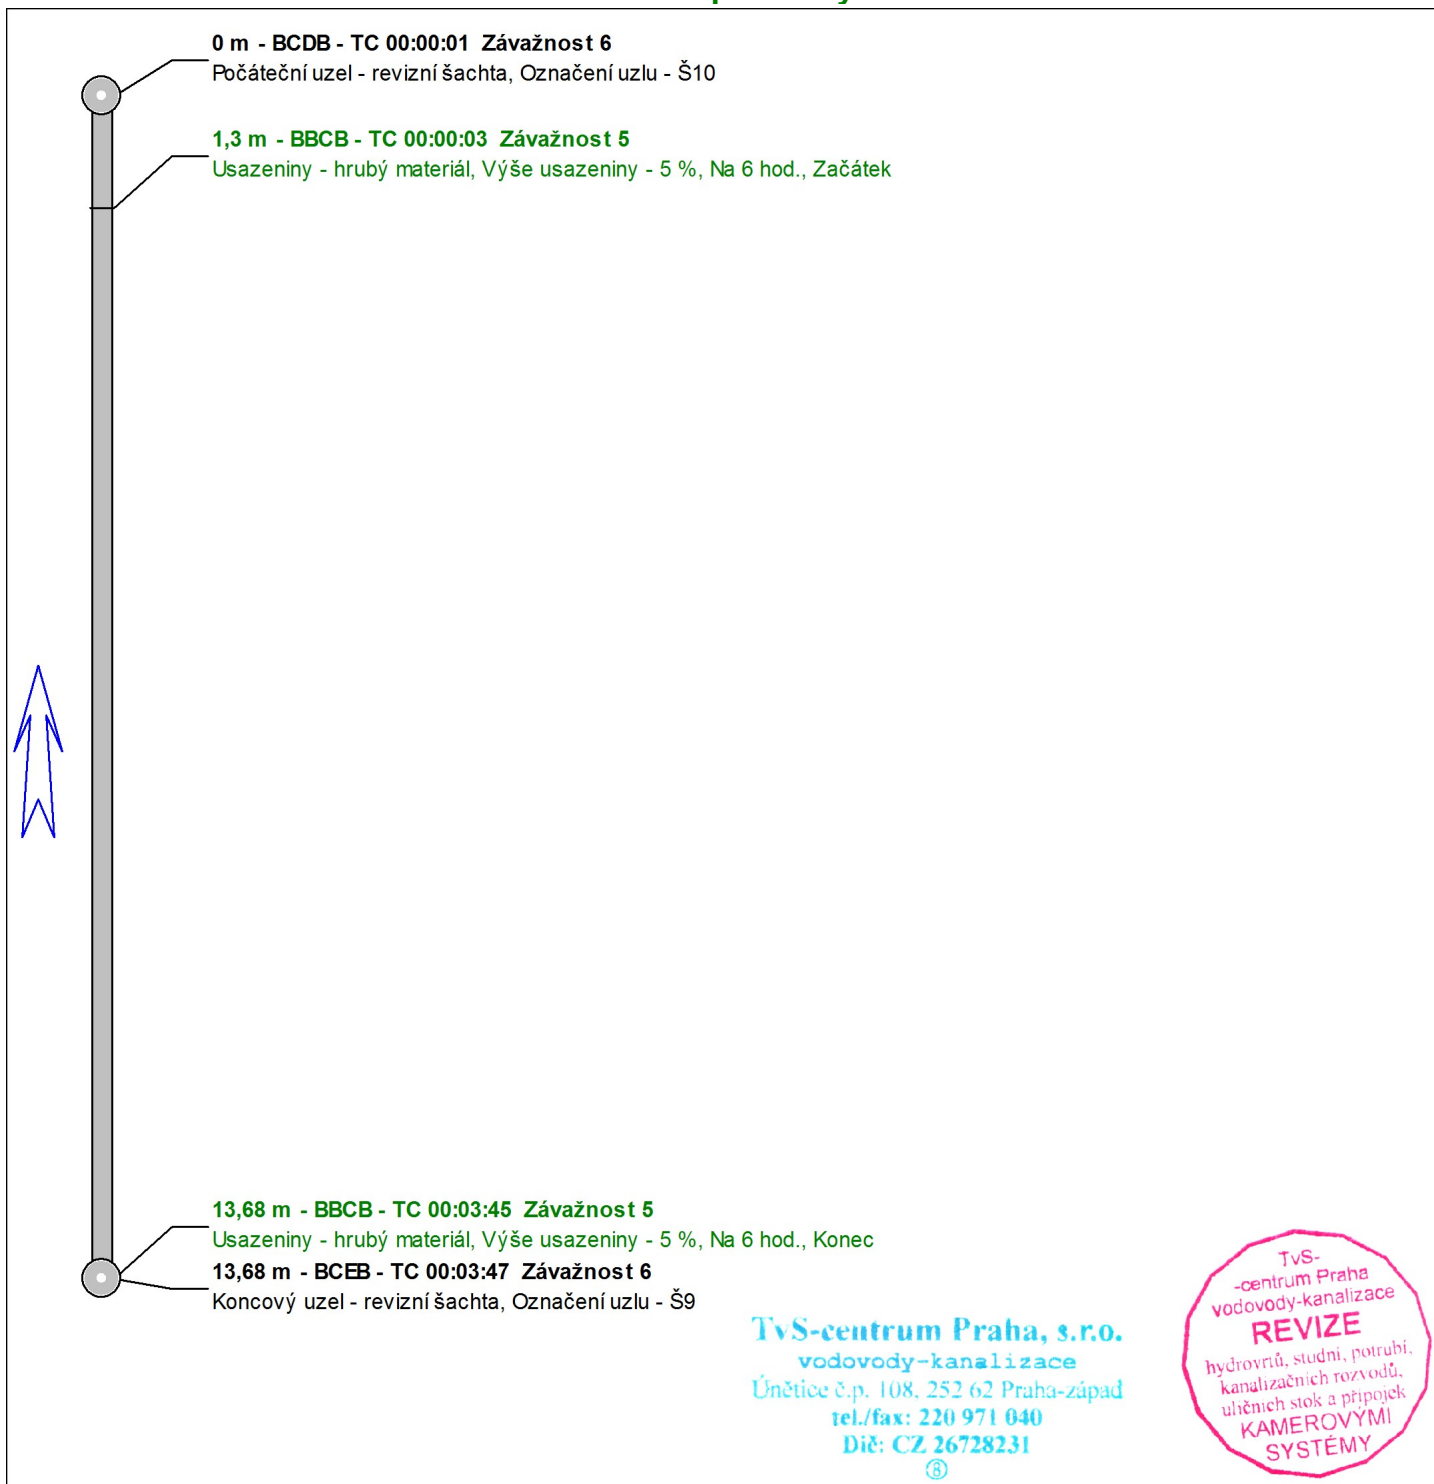 0 m - BCDB - TC 00:00:01 Závažnost 6
Počáteční uzel - revizní šachta, Označení uzlu - Š10
1,3 m - BBCB - TC 00:00:03 Závažnost 5
Usazeniny - hrubý materiál, Výše usazeniny - 5 %, Na 6 hod., Začátek
13,68 m - BBCB - TC 00:03:45 Závažnost 5
Usazeniny - hrubý materiál, Výše usazeniny - 5 %, Na 6 hod., Konec
13,68 m - BCEB - TC 00:03:47 Závažnost 6
Koncový uzel - revizní šachta, Označení uzlu - Š9
TvS-centrum Praha, s.r.o.
vodovody-kanalizace
Únětice č.p. 108, 252 62 Praha-západ
tel./fax: 220 971 040
Dič: CZ 26728231
⑧
TvS-
-centrum Praha
vodovody-kanalizace
REVIZE
hydrovrtů, studní, potrubí,
kanalizačních rozvodů,
uličních stok a přípojek
KAMEROVÝMI
SYSTÉMY